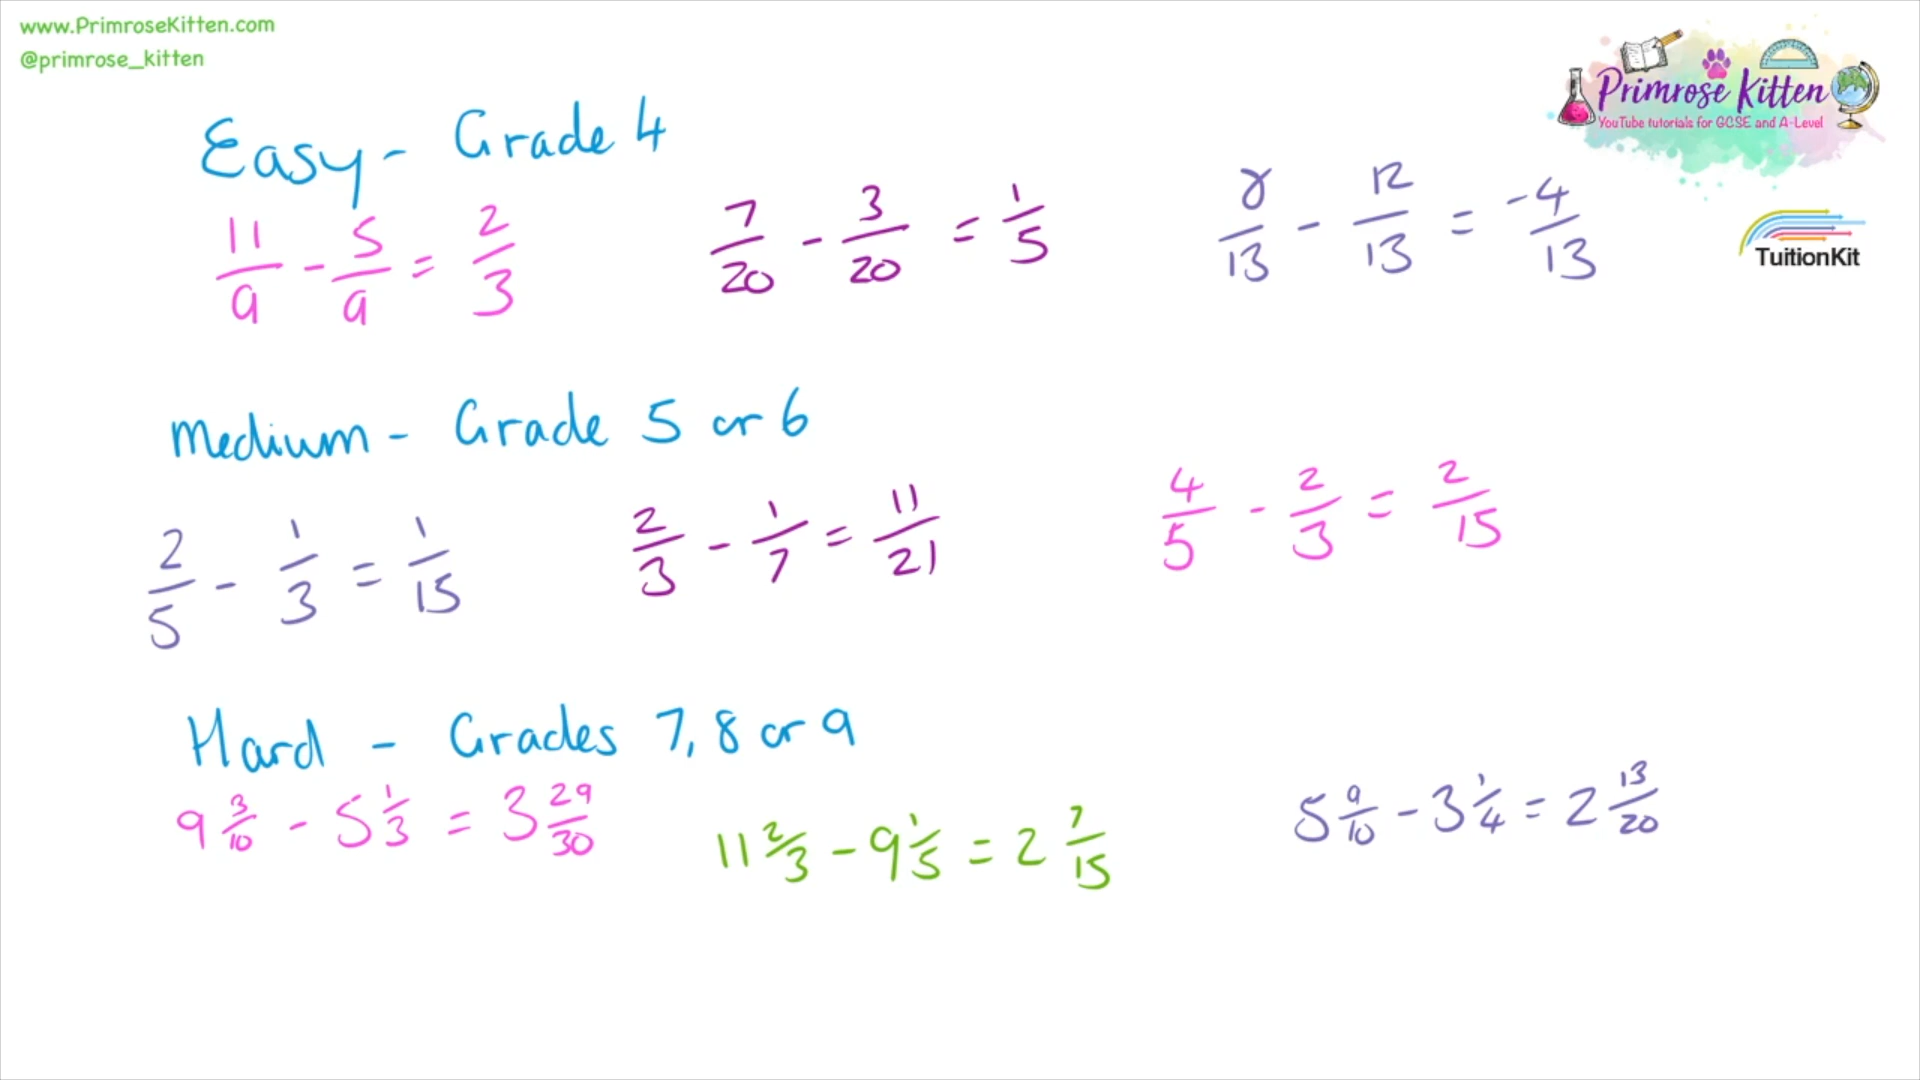 www.PrimroseKitten.com
@primrose_kitten
Primrose Kitten
YouTube tutorials for GCSE and A-Level
TuitionKit
Easy - Grade 4
11/9 - 5/9 = 2/3
7/20 - 3/20 = 1/5
8/13 - 12/13 = -4/13
Medium - Grade 5 or 6
2/5 - 1/3 = 1/15
2/3 - 1/7 = 11/21
4/5 - 2/3 = 2/15
Hard - Grades 7, 8 or 9
9 3/10 - 5 1/3 = 3 29/30
11 2/3 - 9 1/5 = 2 7/15
5 9/10 - 3 1/4 = 2 13/20